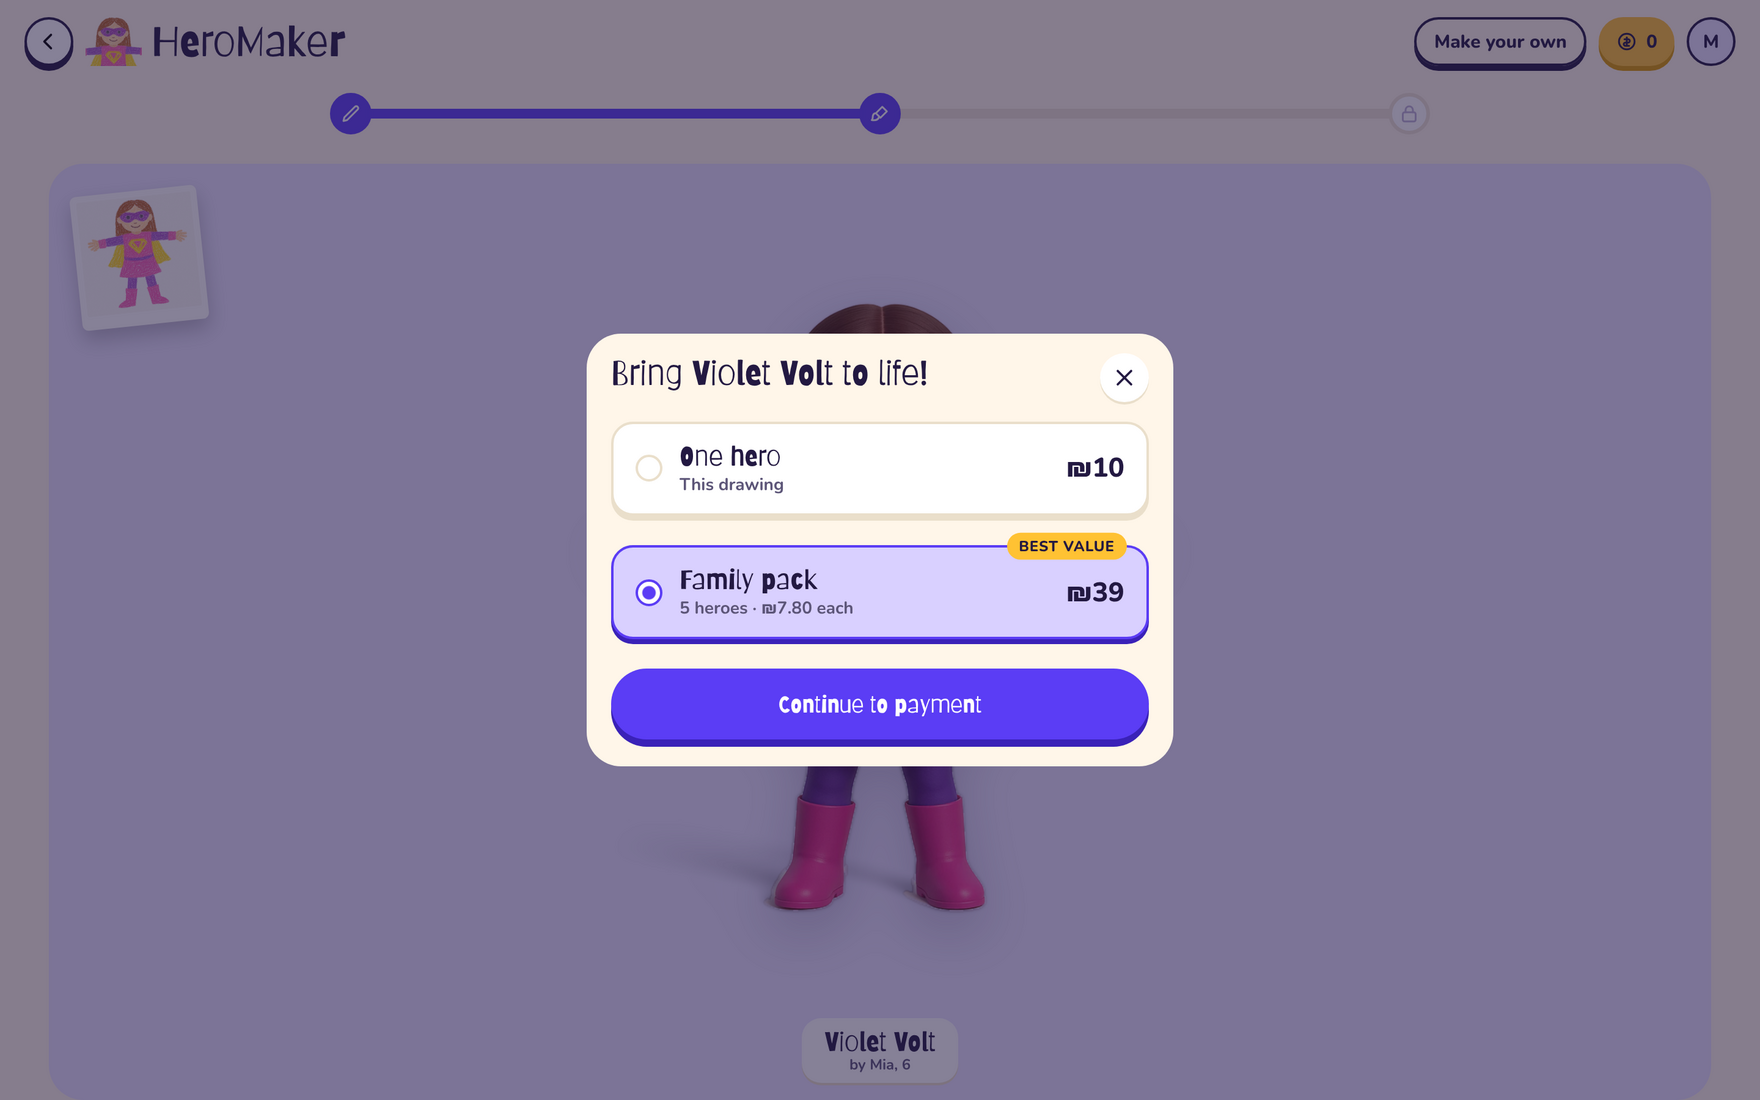 HeroMaker
Make your own
0
M
Bring Violet Volt to life!
One hero
This drawing
₪10
BEST VALUE
Family pack
5 heroes · ₪7.80 each
₪39
Continue to payment
Violet Volt
by Mia, 6